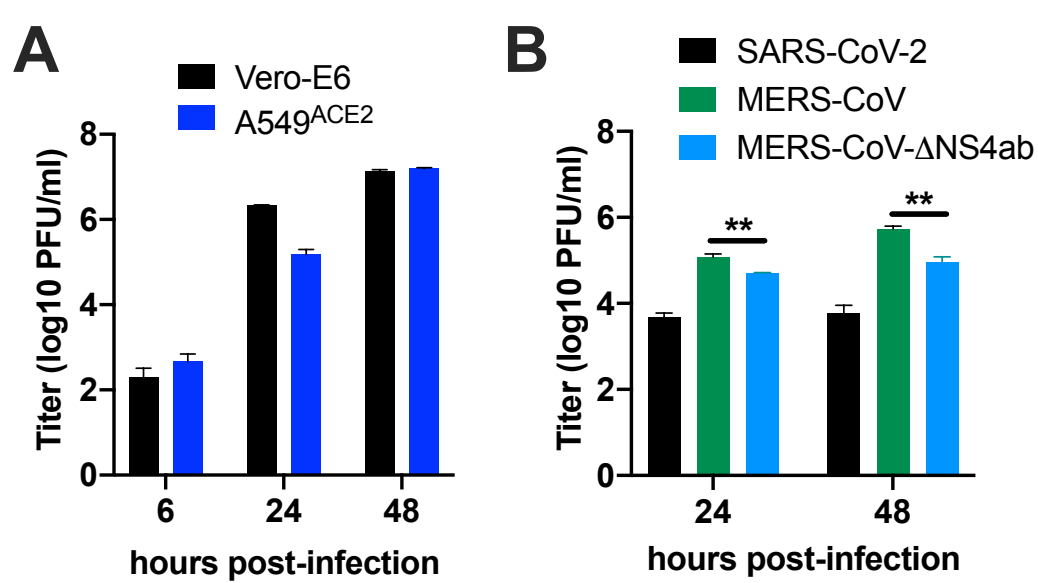 A
Vero-E6
A549ACE2
Titer (log10 PFU/ml)
8
6
4
2
0
6 24 48
hours post-infection
B
SARS-CoV-2
MERS-CoV
MERS-CoV-ΔNS4ab
Titer (log10 PFU/ml)
8
6
4
2
0
** **
24 48
hours post-infection